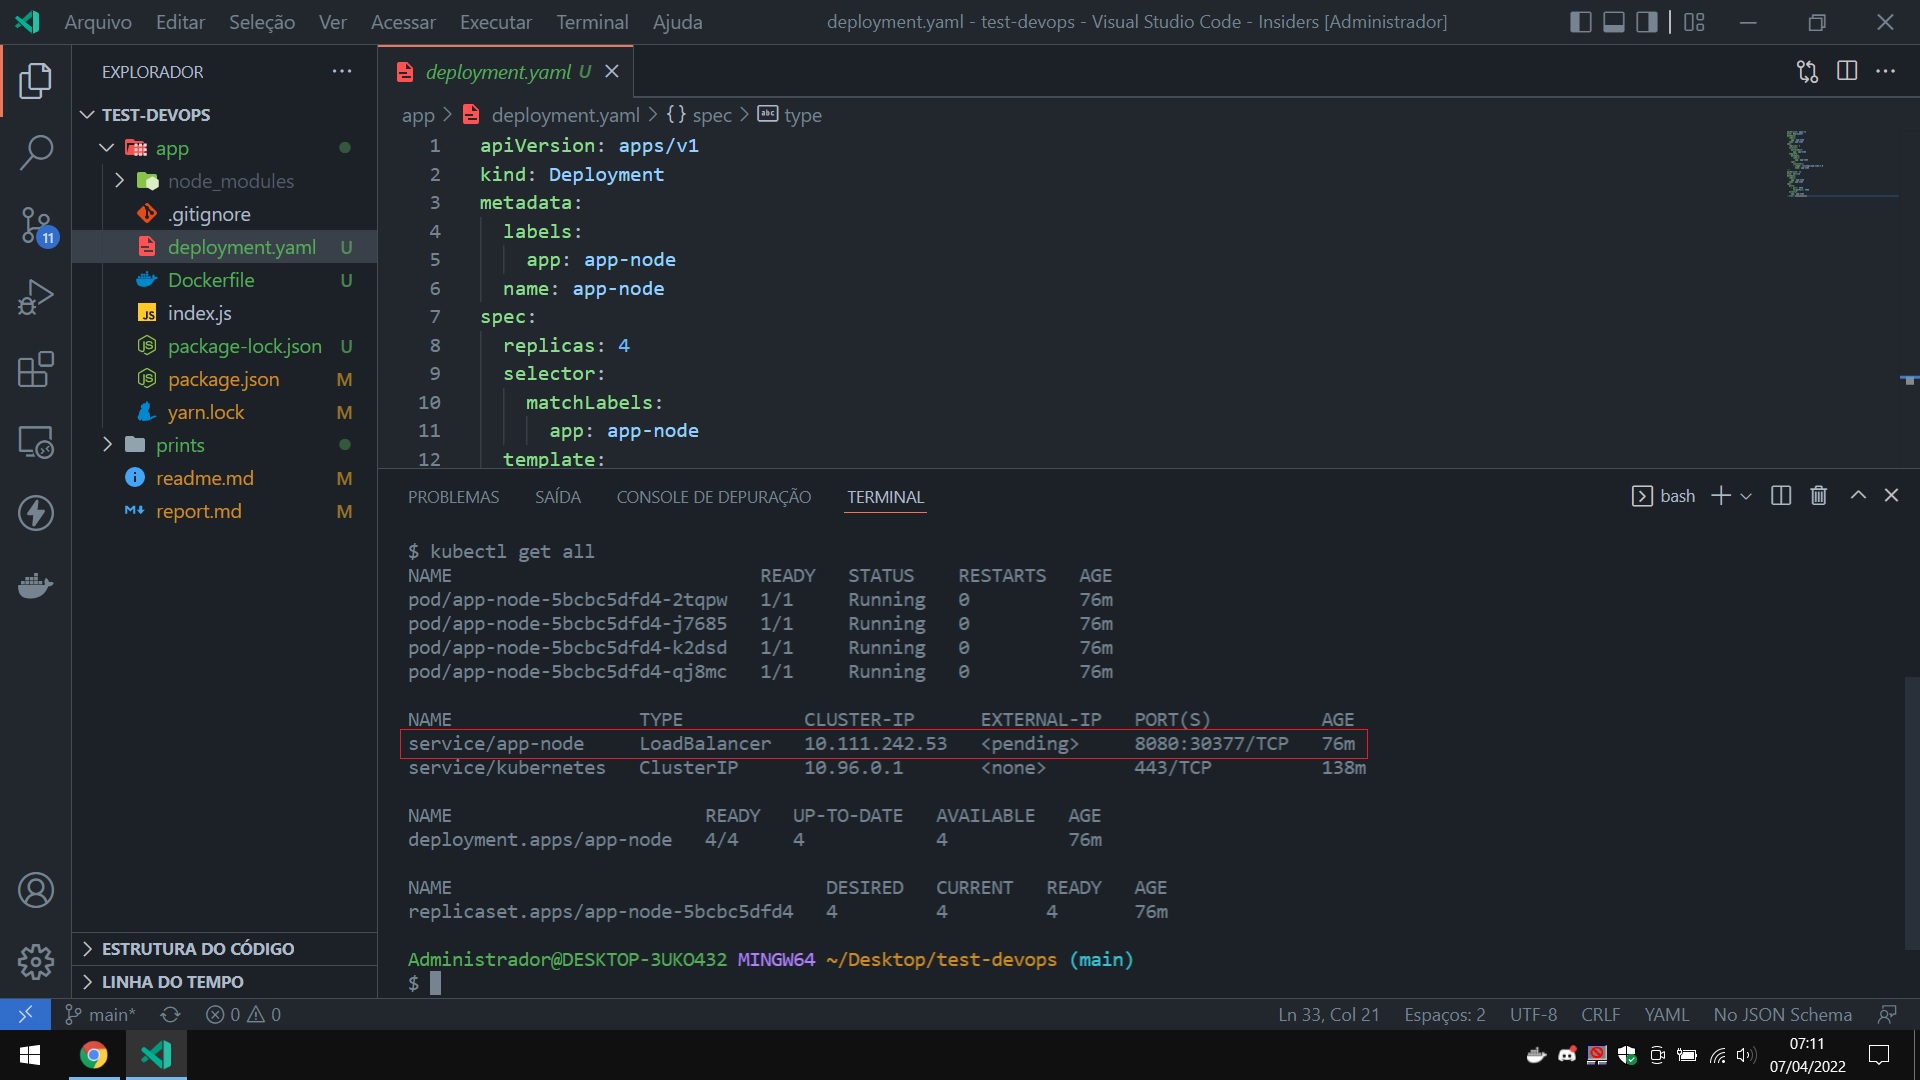 Arquivo Editar Seleção Ver Acessar Executar Terminal Ajuda
deployment.yaml - test-devops - Visual Studio Code - Insiders [Administrador]
EXPLORADOR
TEST-DEVOPS
app
node_modules
.gitignore
deployment.yaml U
Dockerfile U
index.js
package-lock.json U
package.json M
yarn.lock M
prints
readme.md M
report.md M
11
ESTRUTURA DO CÓDIGO
LINHA DO TEMPO
deployment.yaml U
app > deployment.yaml > {} spec > abc type
1 apiVersion: apps/v1
2 kind: Deployment
3 metadata:
4 labels:
5 app: app-node
6 name: app-node
7 spec:
8 replicas: 4
9 selector:
10 matchLabels:
11 app: app-node
12 template:
PROBLEMAS SAÍDA CONSOLE DE DEPURAÇÃO TERMINAL
bash
$ kubectl get all
NAME READY STATUS RESTARTS AGE
pod/app-node-5bcbc5dfd4-2tqpw 1/1 Running 0 76m
pod/app-node-5bcbc5dfd4-j7685 1/1 Running 0 76m
pod/app-node-5bcbc5dfd4-k2dsd 1/1 Running 0 76m
pod/app-node-5bcbc5dfd4-qj8mc 1/1 Running 0 76m
NAME TYPE CLUSTER-IP EXTERNAL-IP PORT(S) AGE
service/app-node LoadBalancer 10.111.242.53 <pending> 8080:30377/TCP 76m
service/kubernetes ClusterIP 10.96.0.1 <none> 443/TCP 138m
NAME READY UP-TO-DATE AVAILABLE AGE
deployment.apps/app-node 4/4 4 4 76m
NAME DESIRED CURRENT READY AGE
replicaset.apps/app-node-5bcbc5dfd4 4 4 4 76m
Administrador@DESKTOP-3UKO432 MINGW64 ~/Desktop/test-devops (main)
$
main* 0 0
Ln 33, Col 21 Espaços: 2 UTF-8 CRLF YAML No JSON Schema
07:11
07/04/2022